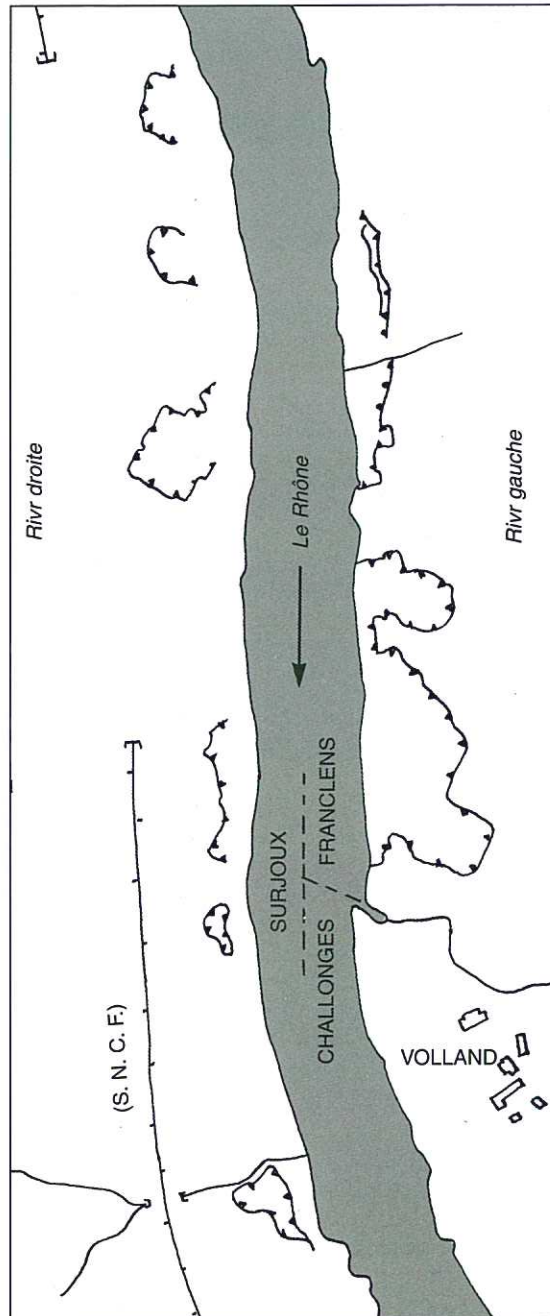 Rivr droite
(S. N. C. F.)
Le Rhône
SURJOUX
CHALLONGES FRANCLENS
VOLLAND
Rivr gauche